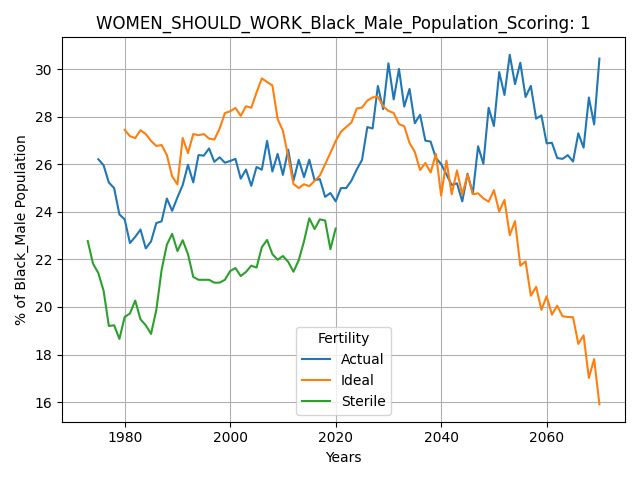 WOMEN_SHOULD_WORK_Black_Male_Population_Scoring: 1
% of Black_Male Population
30
28
26
24
22
20
18
16
Fertility
Actual
Ideal
Sterile
1980 2000 2020 2040 2060
Years